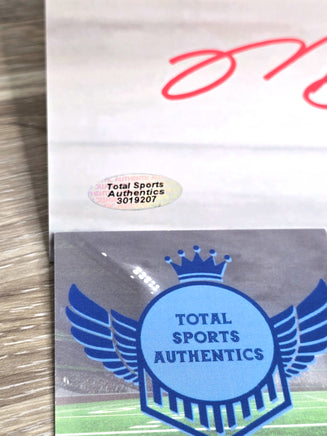 Total Sports
Authentics
3019207
TOTAL
SPORTS
AUTHENTICS